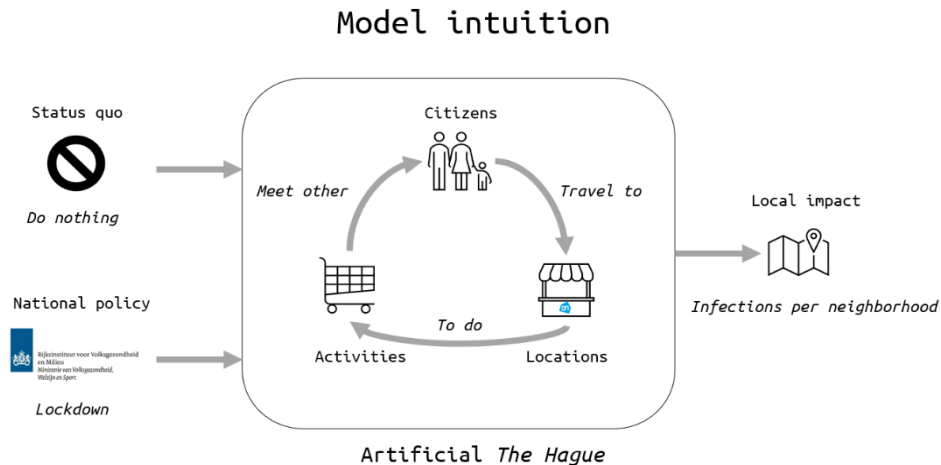 Model intuition
Status quo
Do nothing
National policy
Rijksinstituut voor Volksgezondheid
en Milieu
Ministerie van Volksgezondheid,
Welzijn en Sport
Lockdown
Citizens
Meet other
Travel to
To do
Activities
Locations
Artificial The Hague
Local impact
Infections per neighborhood